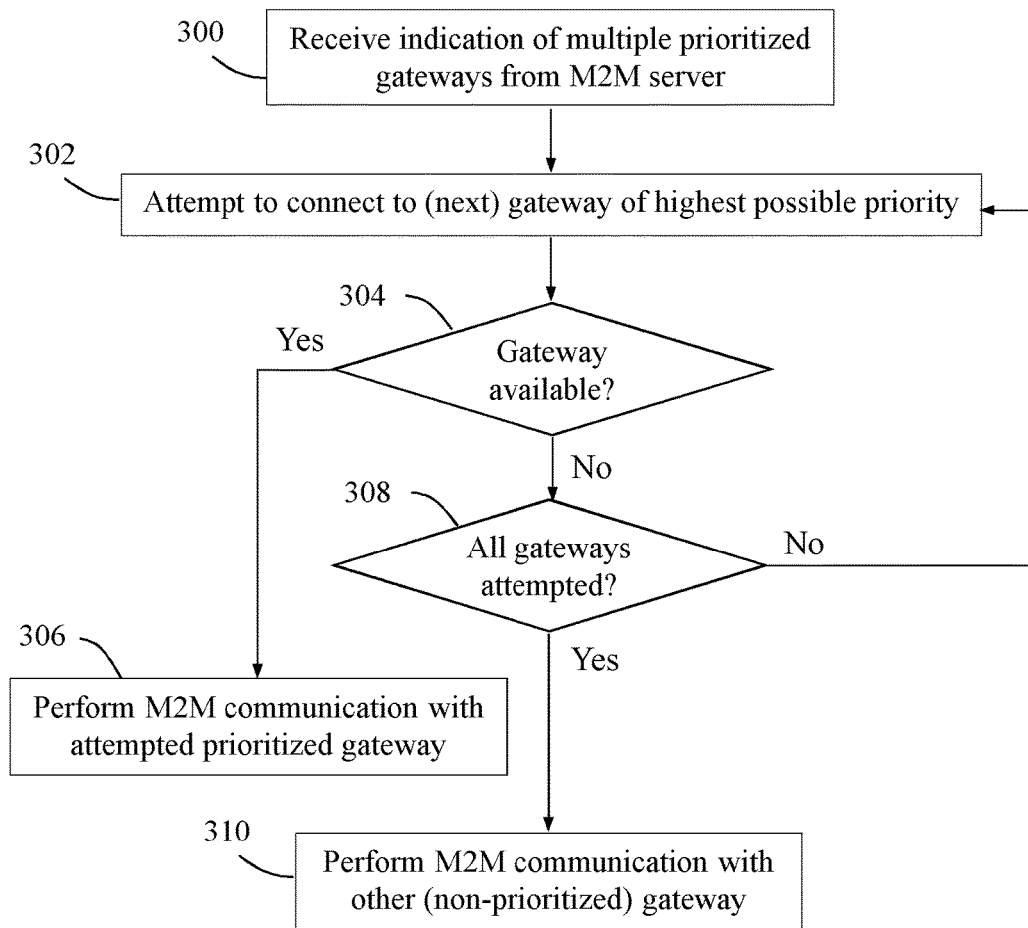 300
Receive indication of multiple prioritized
gateways from M2M server
302
Attempt to connect to (next) gateway of highest possible priority
304
Yes
Gateway
available?
No
308
All gateways
attempted?
No
306
Yes
Perform M2M communication with
attempted prioritized gateway
310
Perform M2M communication with
other (non-prioritized) gateway